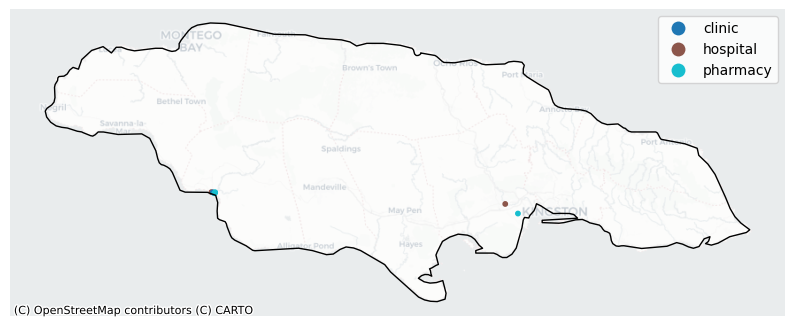 clinic
hospital
pharmacy
MONTEGO
BAY
Falmouth
Ocho Rios
Brown's Town
Port Maria
Negril
Bethel Town
Savanna-la-
Annotto Bay
Port Antonio
Spaldings
Mandeville
May Pen
KINGSTON
Alligator Pond
Hayes
(C) OpenStreetMap contributors (C) CARTO